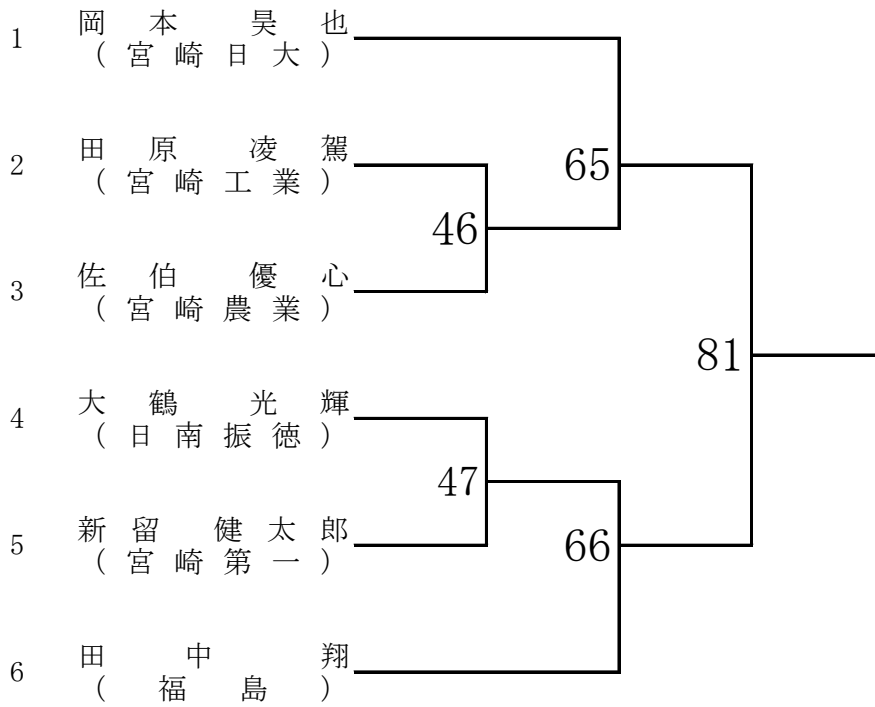 1 岡本 昊也
(宮崎日大)
2 田原 凌駕
(宮崎工業)
65
46
3 佐伯 優心
(宮崎農業)
81
4 大鶴 光輝
(日南振徳)
47
5 新留 健太郎
(宮崎第一)
66
6 田中 翔
(福島)